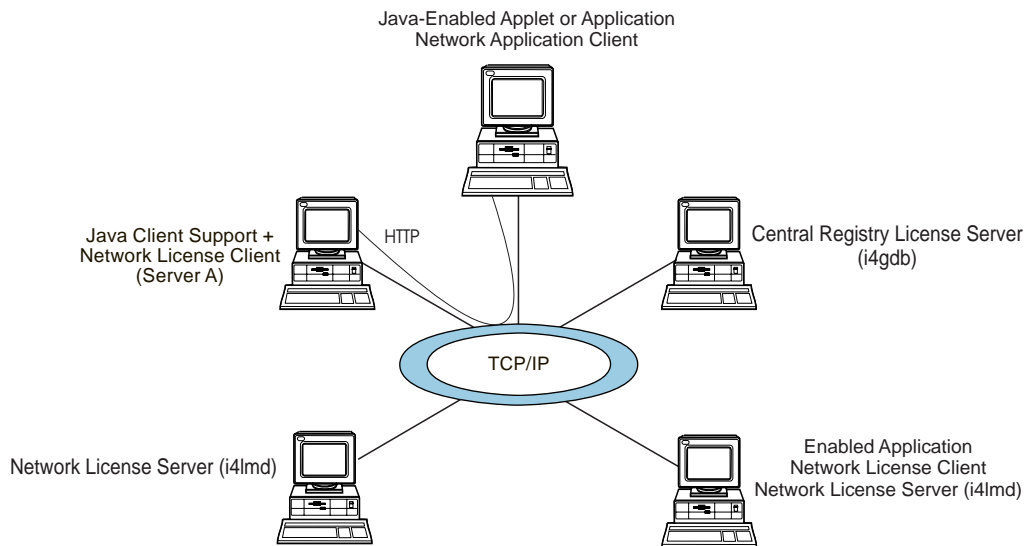 Java-Enabled Applet or Application
Network Application Client
Java Client Support +
Network License Client
(Server A)
HTTP
Central Registry License Server
(i4gdb)
TCP/IP
Network License Server (i4lmd)
Enabled Application
Network License Client
Network License Server (i4lmd)